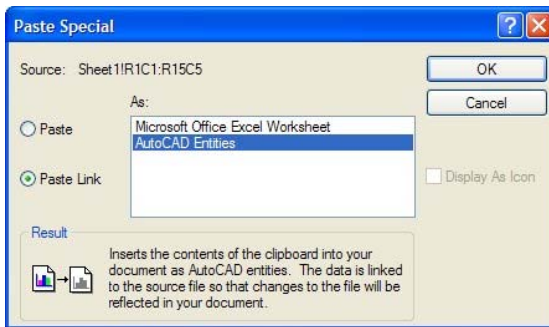 Paste Special
Source: Sheet1!R1C1:R15C5
OK
As:
Cancel
Paste
Microsoft Office Excel Worksheet
AutoCAD Entities
Paste Link
Display As Icon
Result
Inserts the contents of the clipboard into your
document as AutoCAD entities. The data is linked
to the source file so that changes to the file will be
reflected in your document.